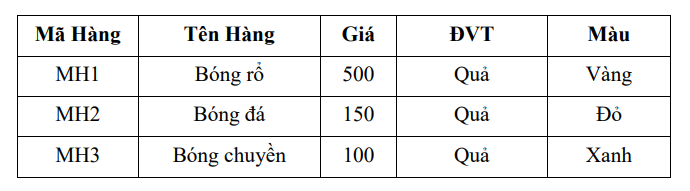 Mã Hàng Tên Hàng Giá ĐVT Màu
MH1 Bóng rổ 500 Quả Vàng
MH2 Bóng đá 150 Quả Đỏ
MH3 Bóng chuyền 100 Quả Xanh